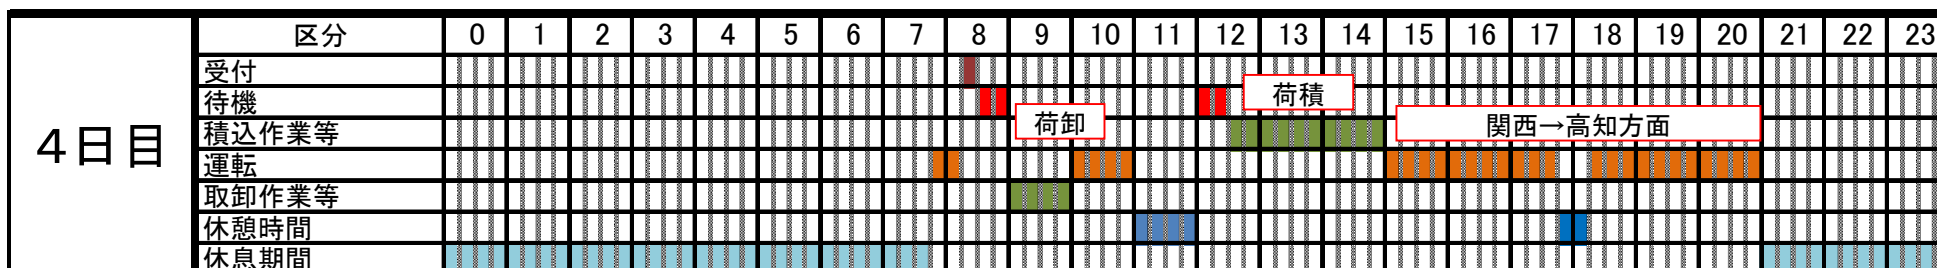 区分 0 1 2 3 4 5 6 7 8 9 10 11 12 13 14 15 16 17 18 19 20 21 22 23
4日目
受付
待機
荷積
積込作業等
荷卸
関西→高知方面
運転
取卸作業等
休憩時間
休息期間